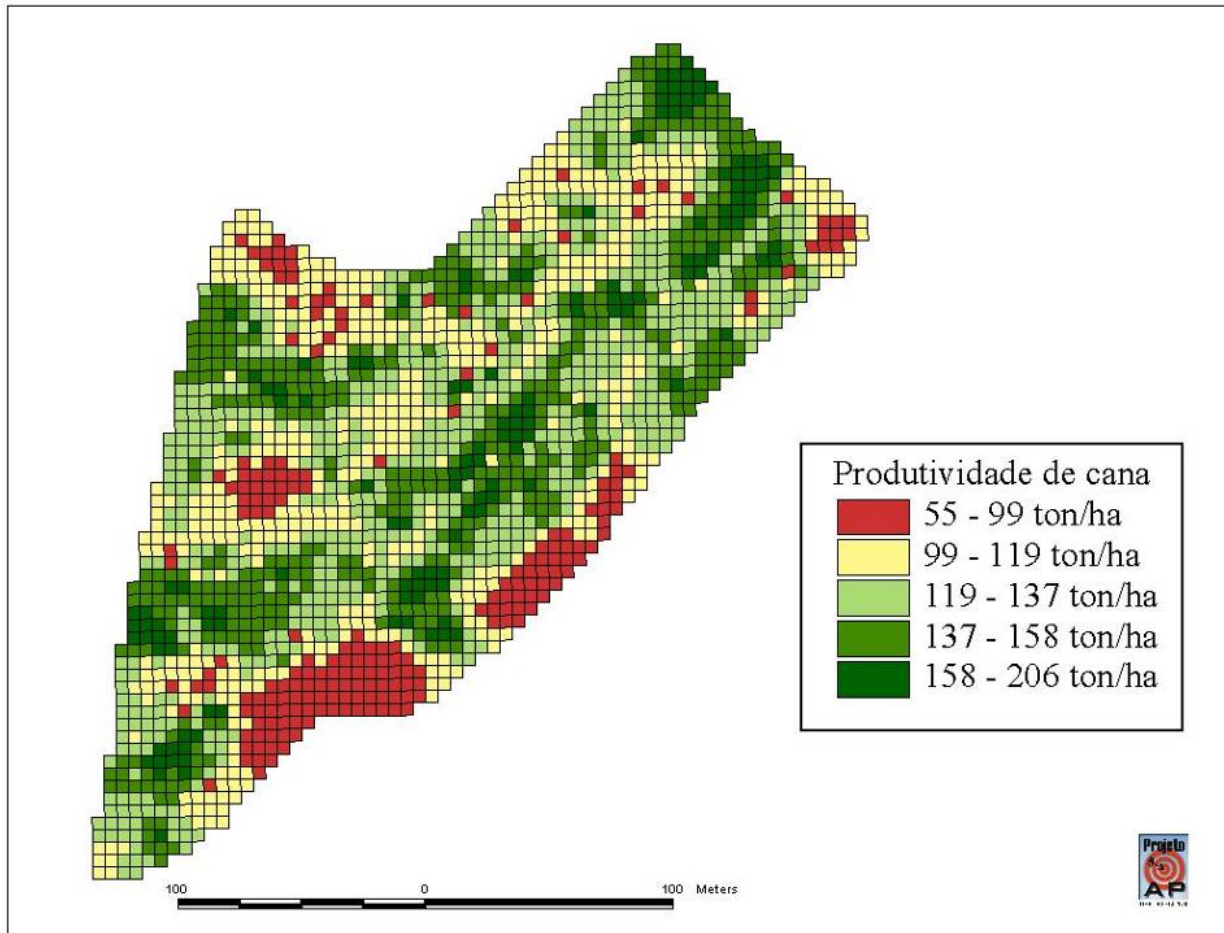 Produtividade de cana
55 - 99 ton/ha
99 - 119 ton/ha
119 - 137 ton/ha
137 - 158 ton/ha
158 - 206 ton/ha
100 0 100 Meters
Projeto
AP